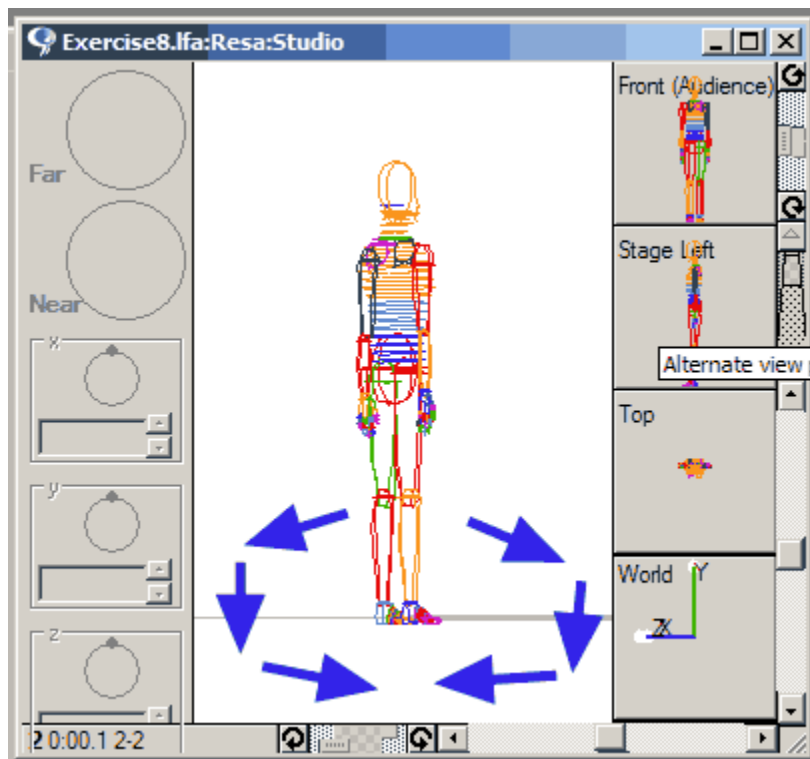 Exercise8.lfa:Resa:Studio
Far
Near
x
y
z
Front (Audience)
Stage Left
Alternate view
Top
World
Y
Z
X
2 0:00.1 2-2